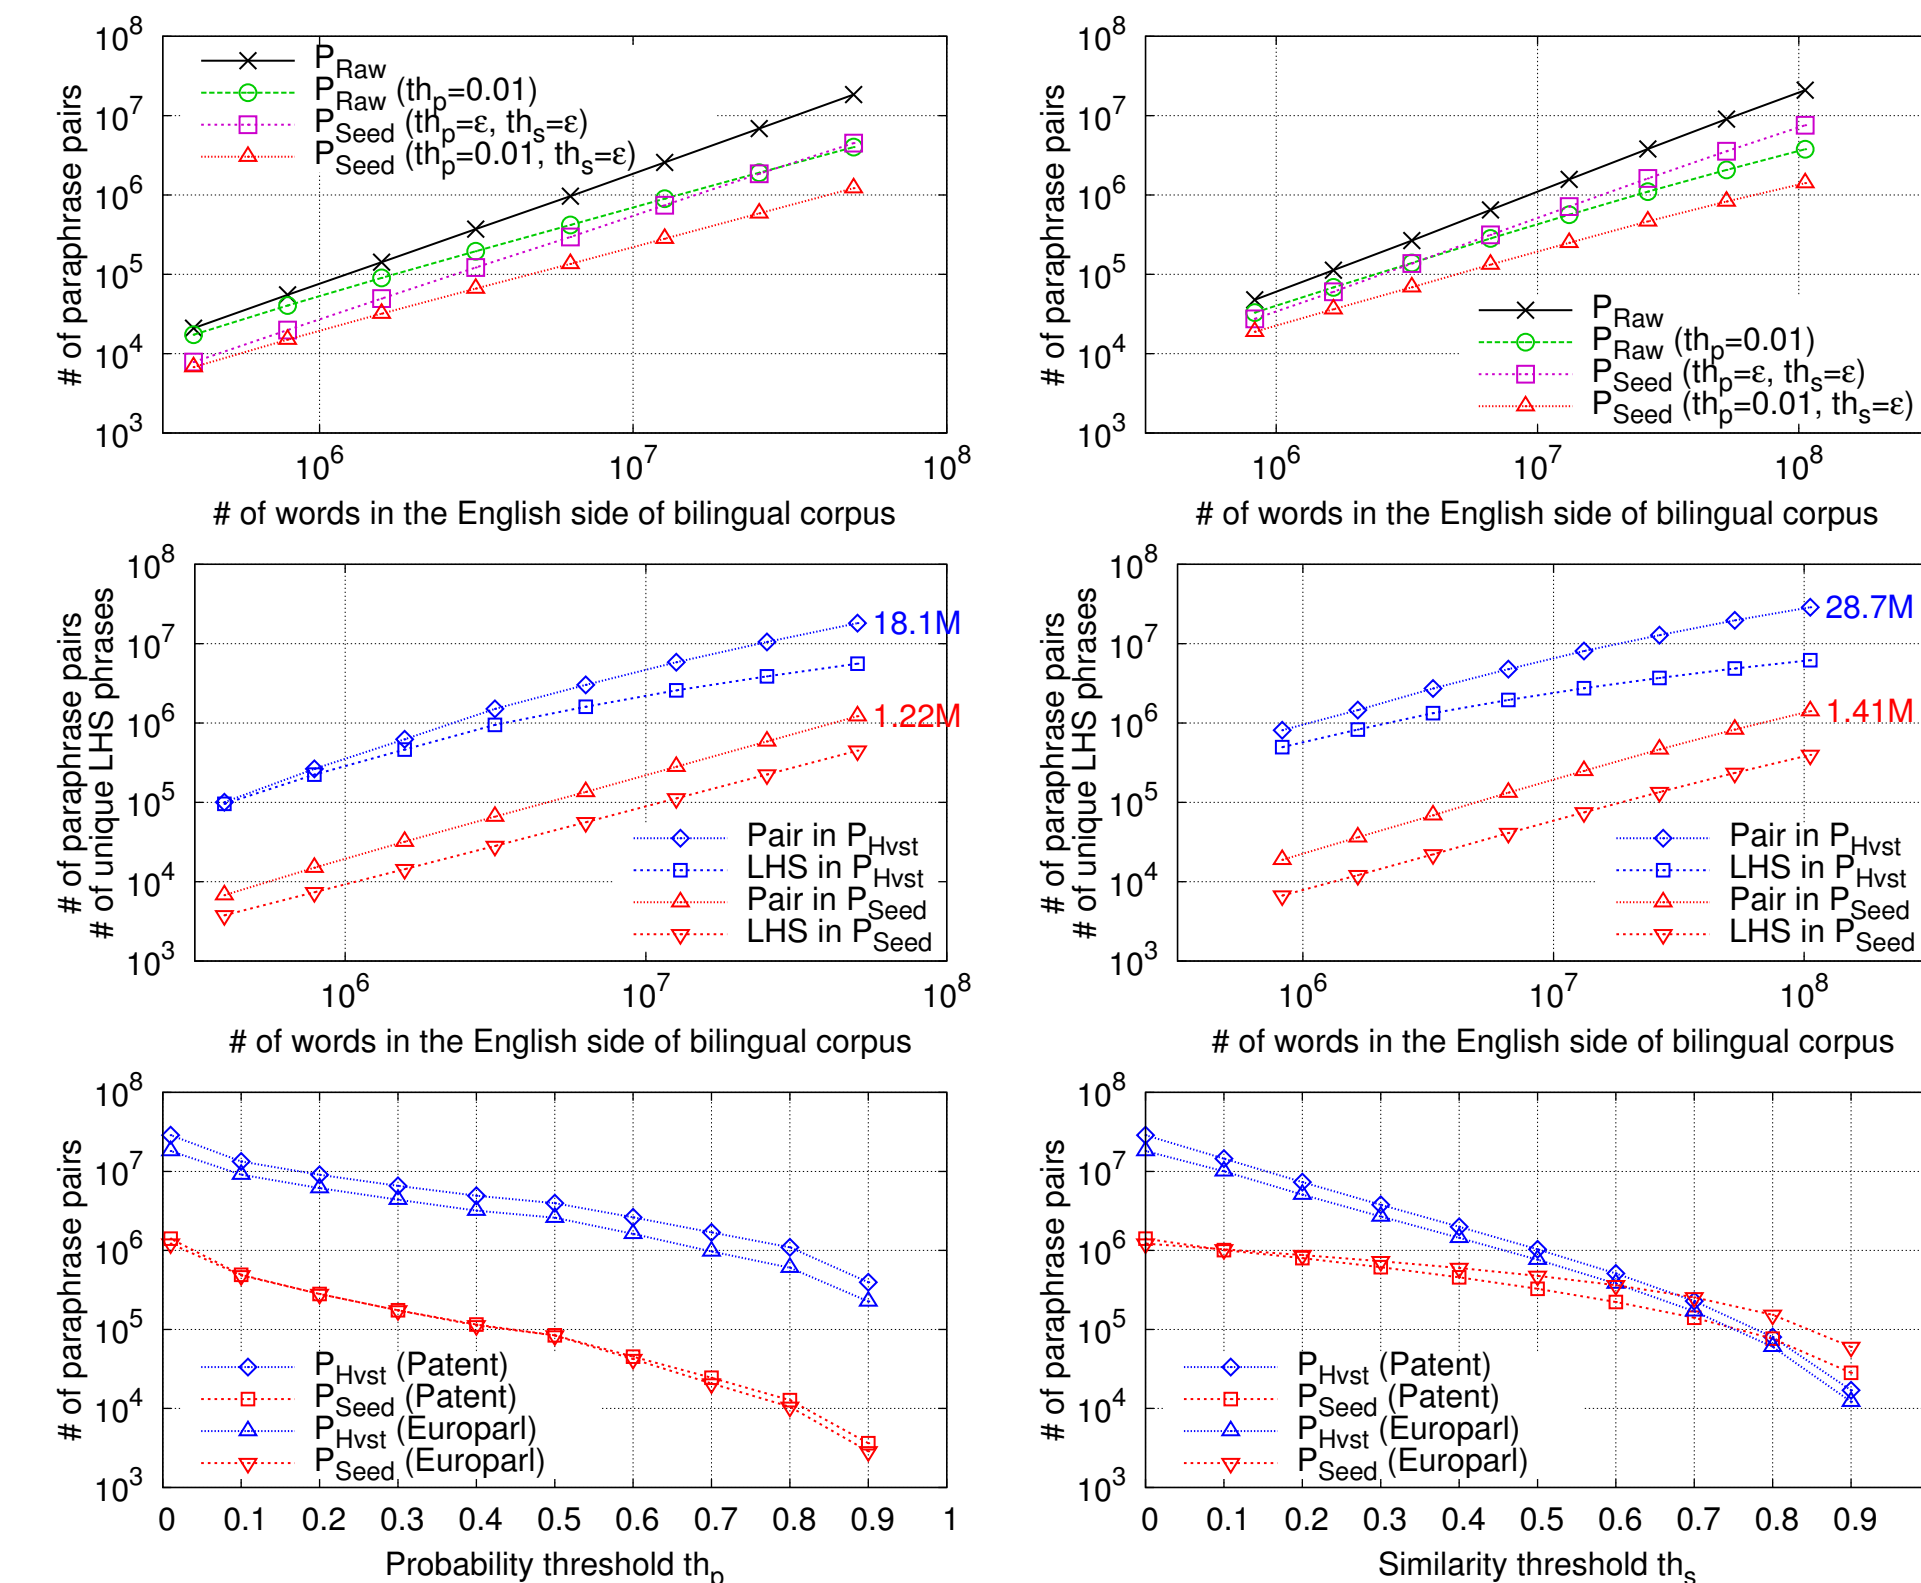 10^8
10^7
10^6
10^5
10^4
10^3
# of paraphrase pairs
P_Raw
P_Raw (th_p=0.01)
P_Seed (th_p=ε, th_s=ε)
P_Seed (th_p=0.01, th_s=ε)
10^6 10^7 10^8
# of words in the English side of bilingual corpus
10^8
10^7
10^6
10^5
10^4
10^3
# of paraphrase pairs
P_Raw
P_Raw (th_p=0.01)
P_Seed (th_p=ε, th_s=ε)
P_Seed (th_p=0.01, th_s=ε)
10^6 10^7 10^8
# of words in the English side of bilingual corpus
10^8
10^7
10^6
10^5
10^4
10^3
# of paraphrase pairs
# of unique LHS phrases
18.1M
1.22M
Pair in P_Hvst
LHS in P_Hvst
Pair in P_Seed
LHS in P_Seed
10^6 10^7 10^8
# of words in the English side of bilingual corpus
10^8
10^7
10^6
10^5
10^4
10^3
# of paraphrase pairs
# of unique LHS phrases
28.7M
1.41M
Pair in P_Hvst
LHS in P_Hvst
Pair in P_Seed
LHS in P_Seed
10^6 10^7 10^8
# of words in the English side of bilingual corpus
10^8
10^7
10^6
10^5
10^4
10^3
# of paraphrase pairs
P_Hvst (Patent)
P_Seed (Patent)
P_Hvst (Europarl)
P_Seed (Europarl)
0 0.1 0.2 0.3 0.4 0.5 0.6 0.7 0.8 0.9 1
Probability threshold th_p
10^8
10^7
10^6
10^5
10^4
10^3
# of paraphrase pairs
P_Hvst (Patent)
P_Seed (Patent)
P_Hvst (Europarl)
P_Seed (Europarl)
0 0.1 0.2 0.3 0.4 0.5 0.6 0.7 0.8 0.9
Similarity threshold th_s